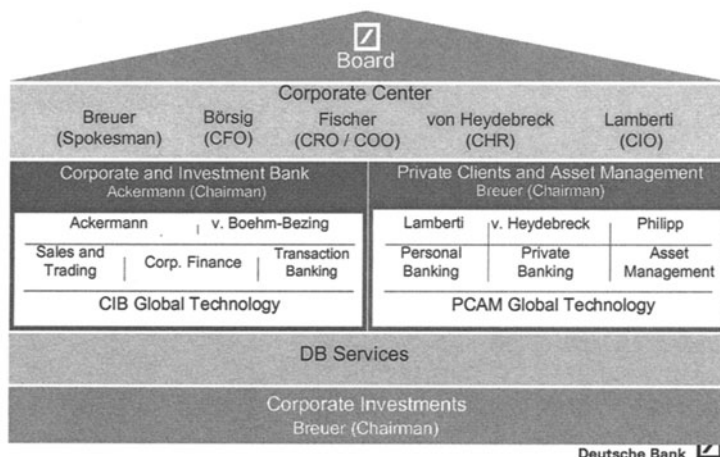 Board
Corporate Center
Breuer Börsig Fischer von Heydebreck Lamberti
(Spokesman) (CFO) (CRO / COO) (CHR) (CIO)
Corporate and Investment Bank
Ackermann (Chairman)
Ackermann v. Boehm-Bezing
Sales and Trading Corp. Finance Transaction Banking
CIB Global Technology
Private Clients and Asset Management
Breuer (Chairman)
Lamberti v. Heydebreck Philipp
Personal Banking Private Banking Asset Management
PCAM Global Technology
DB Services
Corporate Investments
Breuer (Chairman)
Deutsche Bank